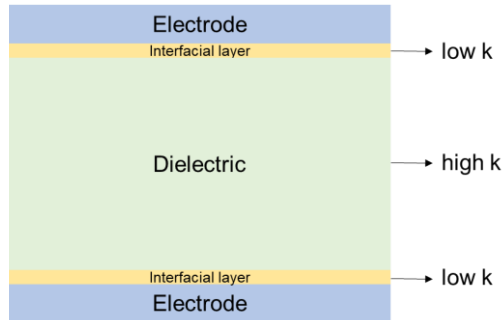 Electrode
Interfacial layer
low k
Dielectric
high k
Interfacial layer
low k
Electrode